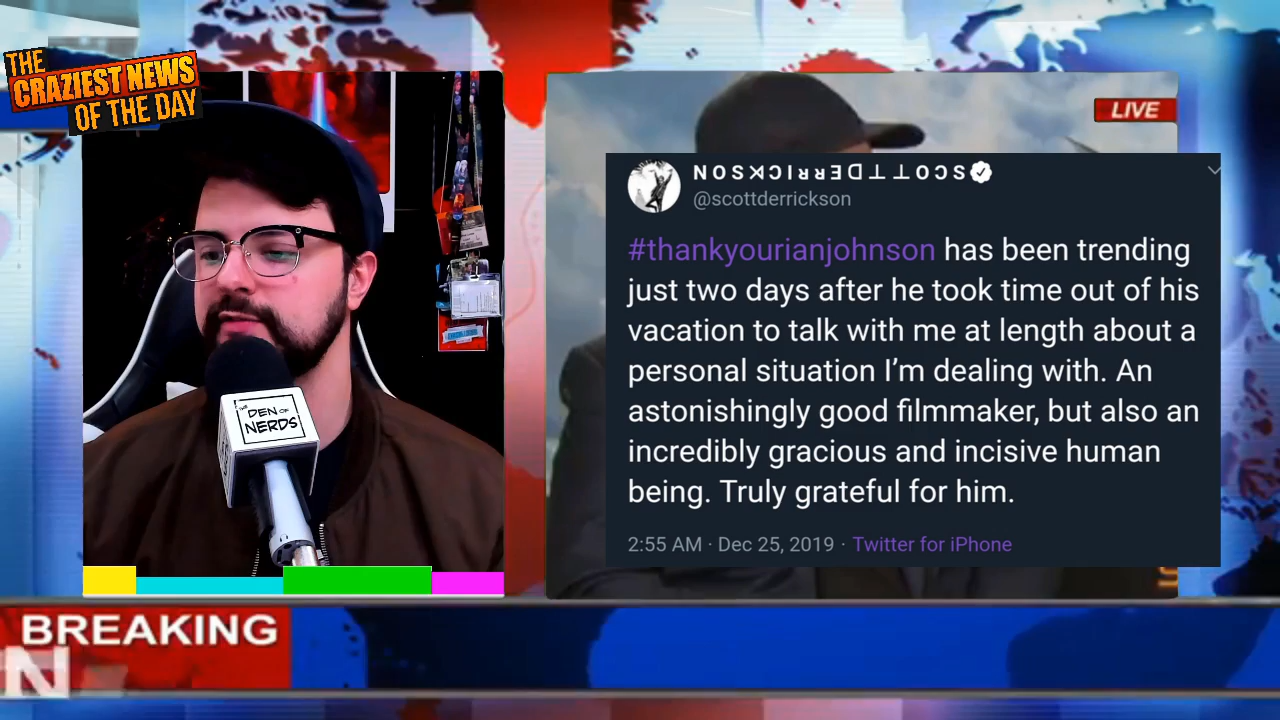 THE
CRAZIEST NEWS
OF THE DAY
LIVE
NOSꓘƆIЯЯƎᗡ⊥⊥OƆS
@scottderrickson
#thankyourianjohnson has been trending
just two days after he took time out of his
vacation to talk with me at length about a
personal situation I’m dealing with. An
astonishingly good filmmaker, but also an
incredibly gracious and incisive human
being. Truly grateful for him.
2:55 AM · Dec 25, 2019 · Twitter for iPhone
THE
DEN OF
NERDS
BREAKING
N